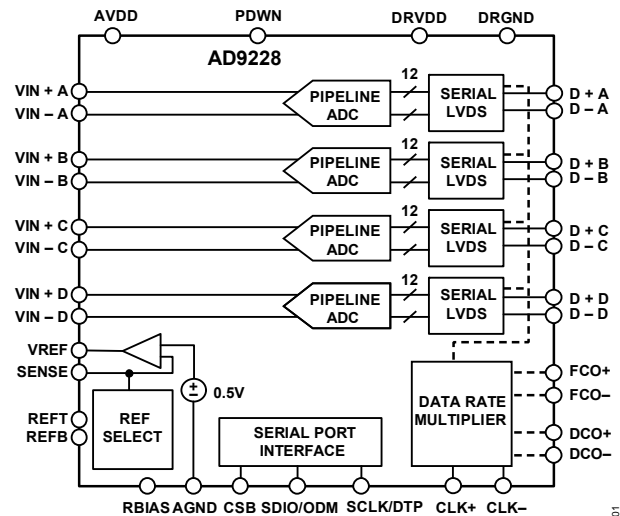 AVDD PDWN DRVDD DRGND
AD9228
VIN + A
VIN – A
PIPELINE
ADC
12
SERIAL
LVDS
D + A
D – A
VIN + B
VIN – B
PIPELINE
ADC
12
SERIAL
LVDS
D + B
D – B
VIN + C
VIN – C
PIPELINE
ADC
12
SERIAL
LVDS
D + C
D – C
VIN + D
VIN – D
PIPELINE
ADC
12
SERIAL
LVDS
D + D
D – D
VREF
SENSE
+
–
0.5V
REFT
REFB
REF
SELECT
SERIAL PORT
INTERFACE
DATA RATE
MULTIPLIER
FCO+
FCO–
DCO+
DCO–
RBIAS AGND CSB SDIO/ODM SCLK/DTP CLK+ CLK–